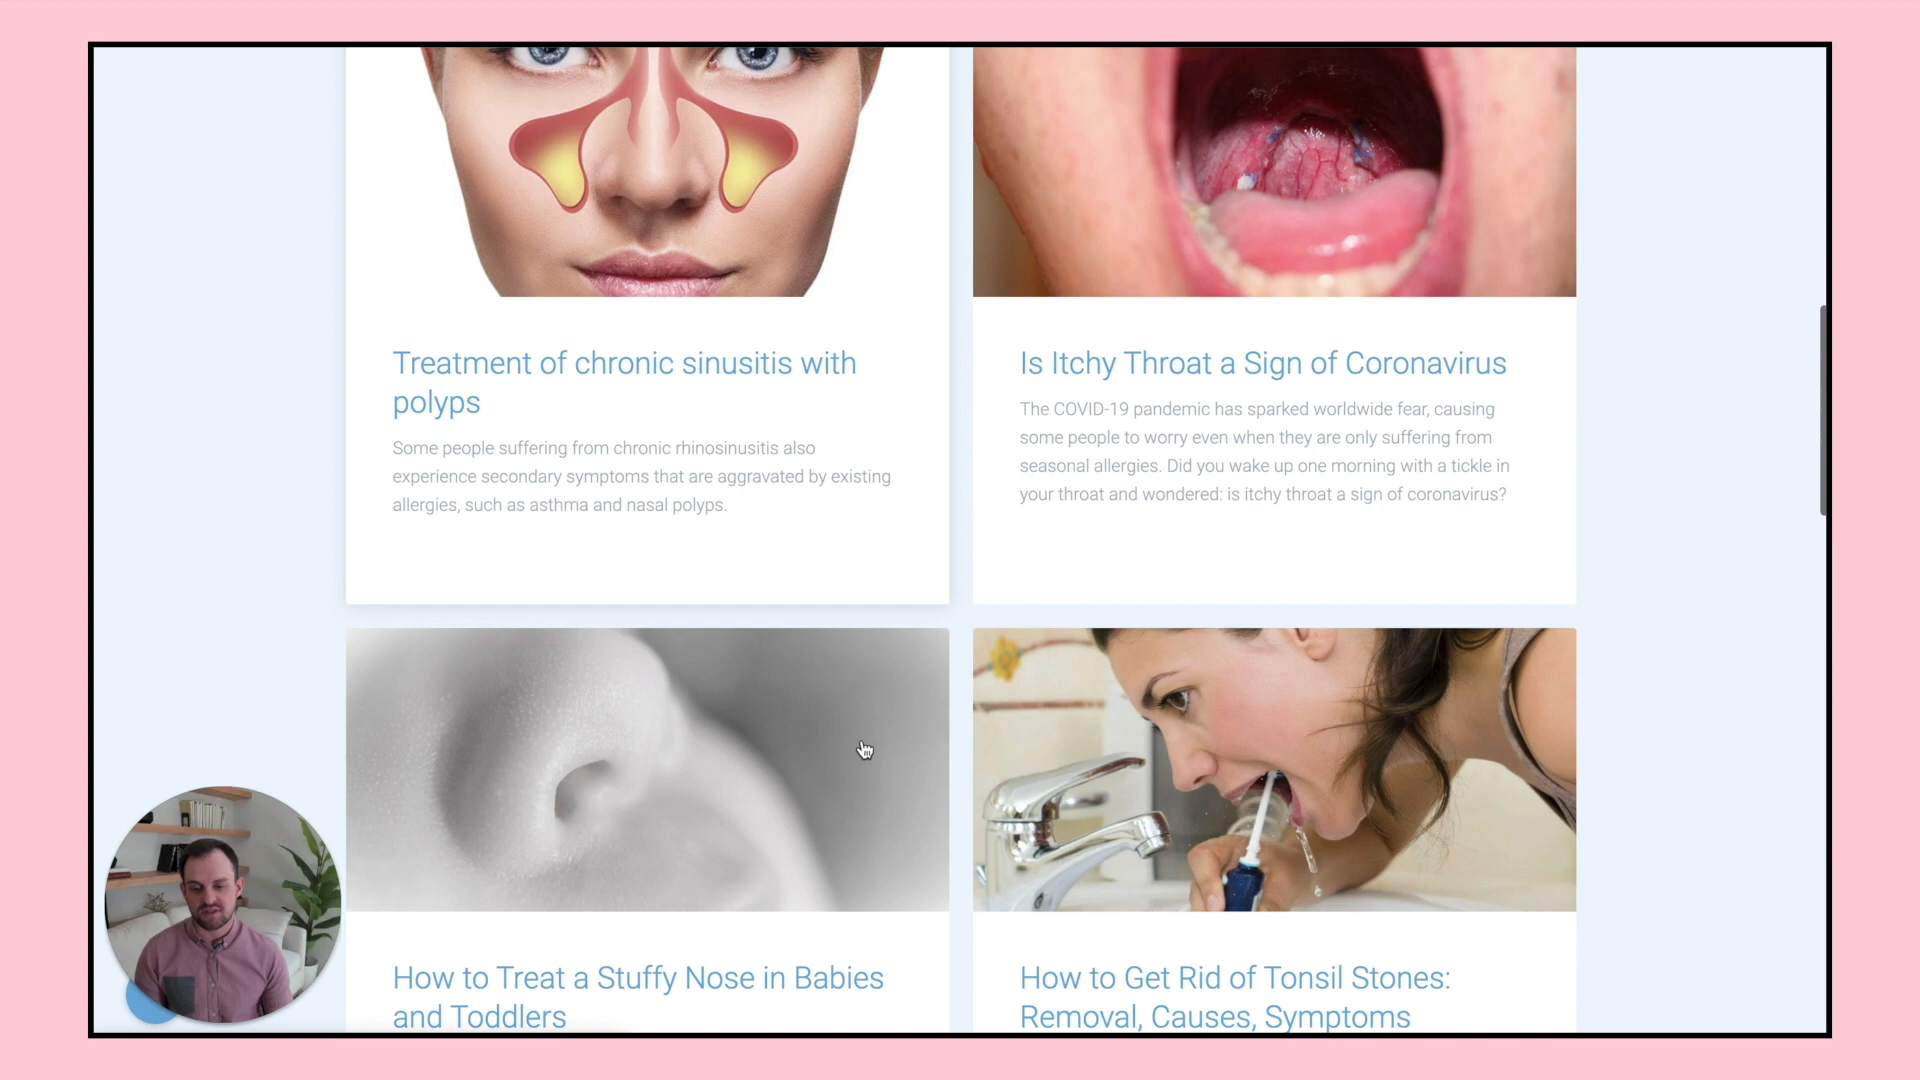 Treatment of chronic sinusitis with
polyps
Some people suffering from chronic rhinosinusitis also
experience secondary symptoms that are aggravated by existing
allergies, such as asthma and nasal polyps.
Is Itchy Throat a Sign of Coronavirus
The COVID-19 pandemic has sparked worldwide fear, causing
some people to worry even when they are only suffering from
seasonal allergies. Did you wake up one morning with a tickle in
your throat and wondered: is itchy throat a sign of coronavirus?
How to Treat a Stuffy Nose in Babies
and Toddlers
How to Get Rid of Tonsil Stones:
Removal, Causes, Symptoms